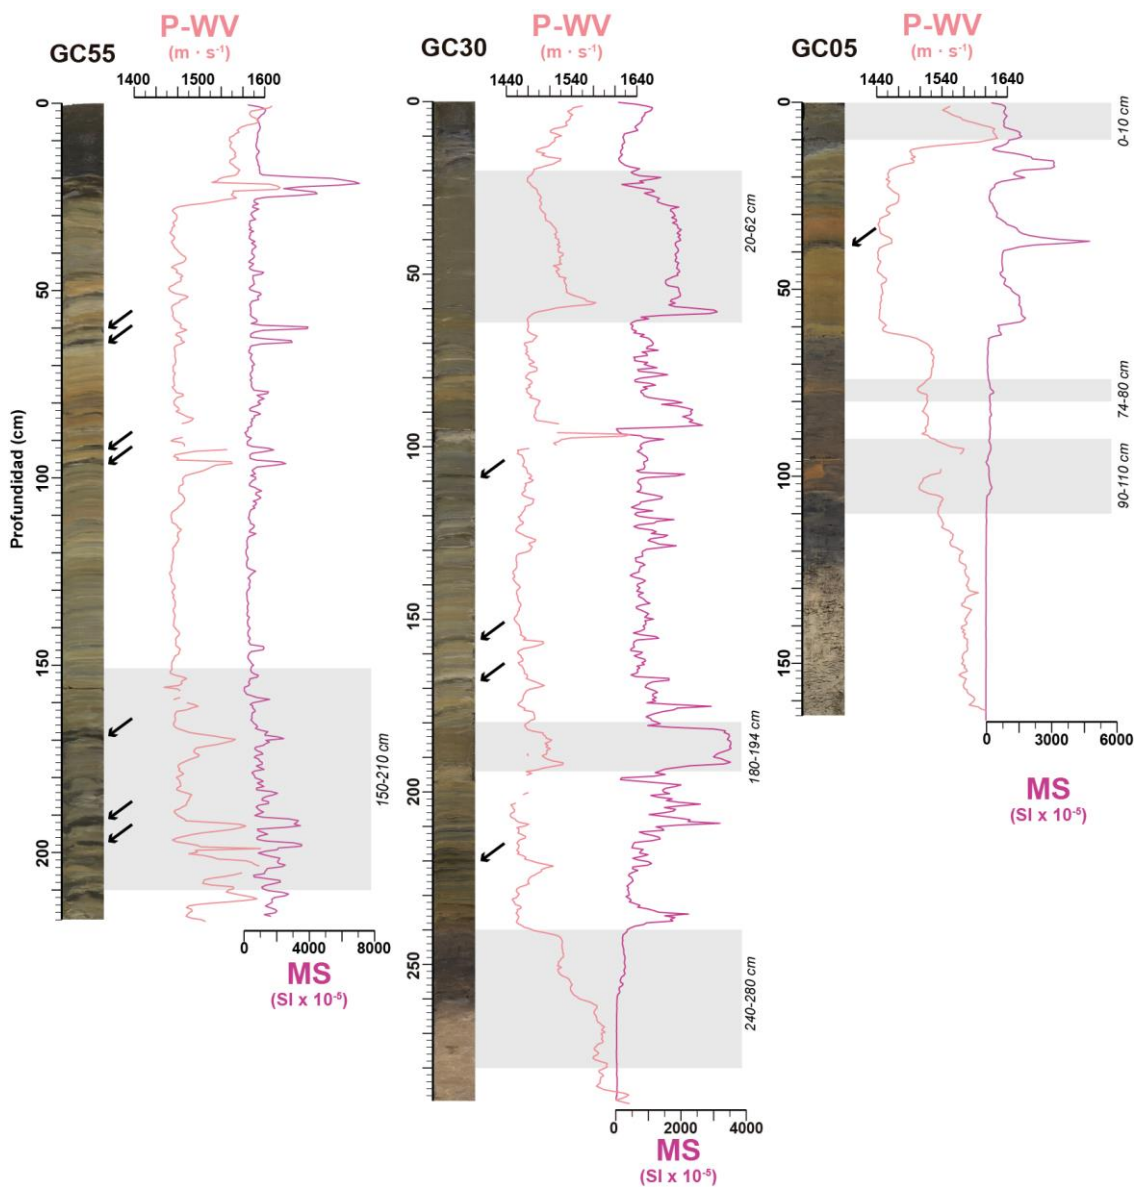 GC55
P-WV
(m · s⁻¹)
1400 1500 1600
GC30
P-WV
(m · s⁻¹)
1440 1540 1640
GC05
P-WV
(m · s⁻¹)
1440 1540 1640
Profundidad (cm)
0
50
100
150
200
150-210 cm
0 4000 8000
MS
(SI x 10⁻⁵)
0
50
100
150
200
250
20-62 cm
180-194 cm
240-280 cm
0 2000 4000
MS
(SI x 10⁻⁵)
0
50
100
150
0-10 cm
74-80 cm
90-110 cm
0 3000 6000
MS
(SI x 10⁻⁵)